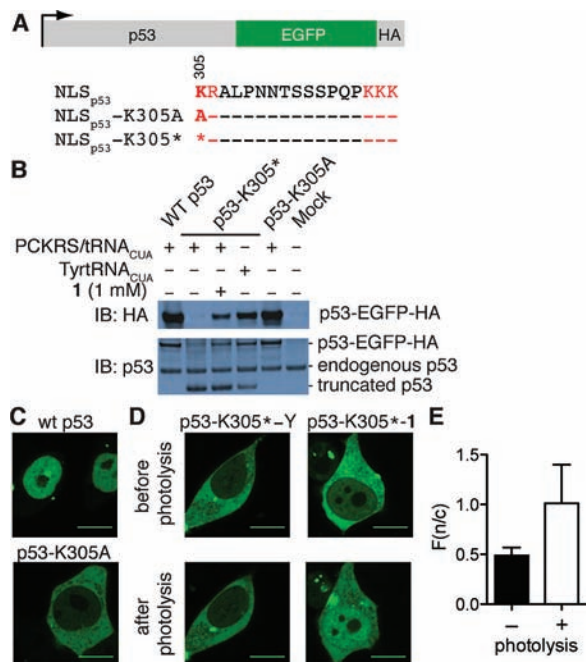 A
p53 EGFP HA
305
NLSp53 KRALPNNTSSSPQPKKK
NLSp53-K305A A----------------
NLSp53-K305* *----------------
B
WT p53 p53-K305* p53-K305A Mock
PCKRS/tRNACUA + + + – + –
TyrtRNACUA – – – + – –
1 (1 mM) – – + – – –
IB: HA p53-EGFP-HA
IB: p53 p53-EGFP-HA
endogenous p53
truncated p53
C
wt p53
p53-K305A
D
p53-K305*–Y p53-K305*-1
before photolysis
after photolysis
E
F(n/c)
1.5
1.0
0.5
0.0
– +
photolysis